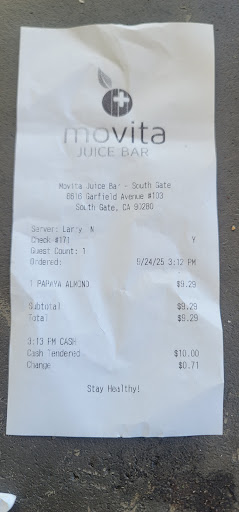 movita
JUICE BAR
Movita Juice Bar - South Gate
8616 Garfield Avenue #103
South Gate, CA 90280
Server: Larry N
Check #171 Y
Guest Count: 1
Ordered: 5/24/25 3:12 PM
1 PAPAYA ALMIND $9.29
Subtotal $9.29
Total $9.29
3:13 PM CASH
Cash Tendered $10.00
Change $0.71
Stay Healthy!